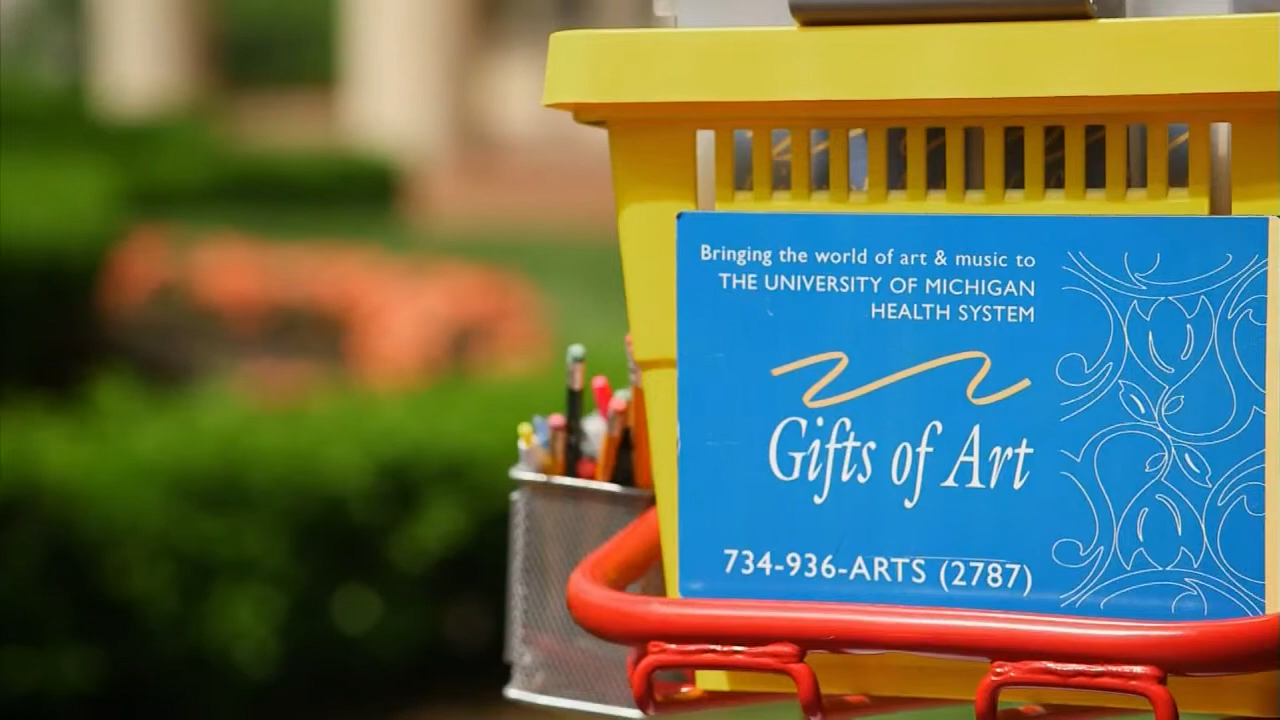 Bringing the world of art & music to
THE UNIVERSITY OF MICHIGAN
HEALTH SYSTEM
Gifts of Art
734-936-ARTS (2787)